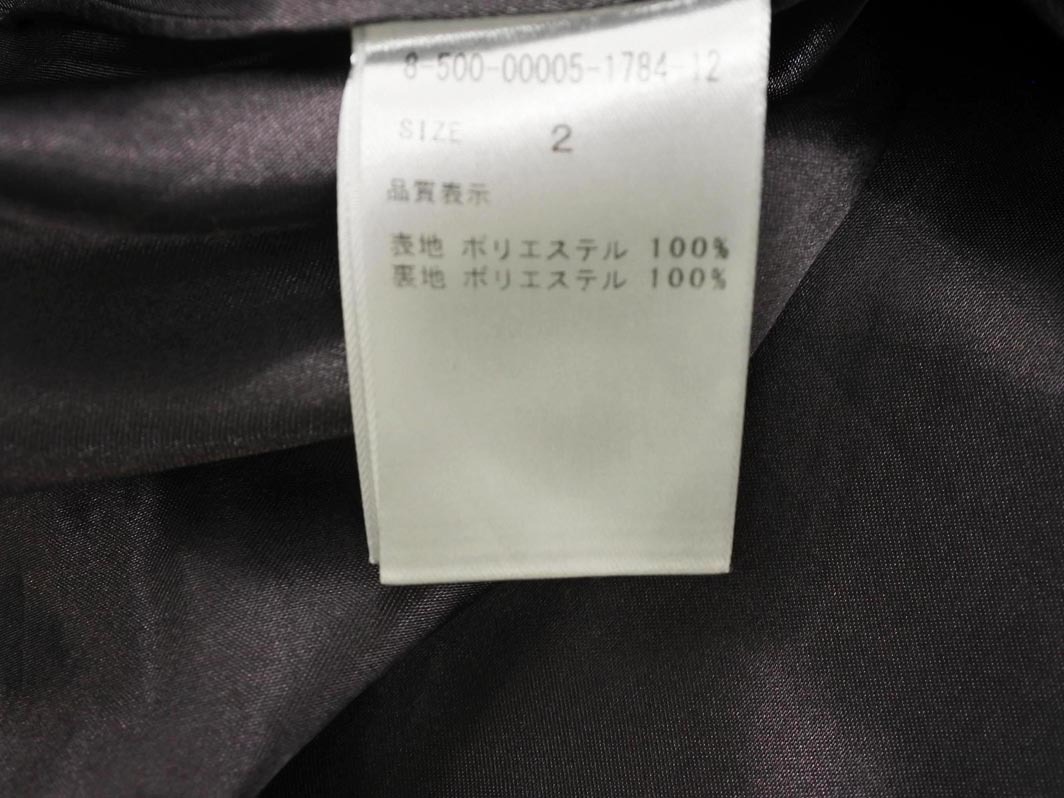 8-500-00005-1784-12
SIZE 2
品質表示
表地 ポリエステル 100%
裏地 ポリエステル 100%